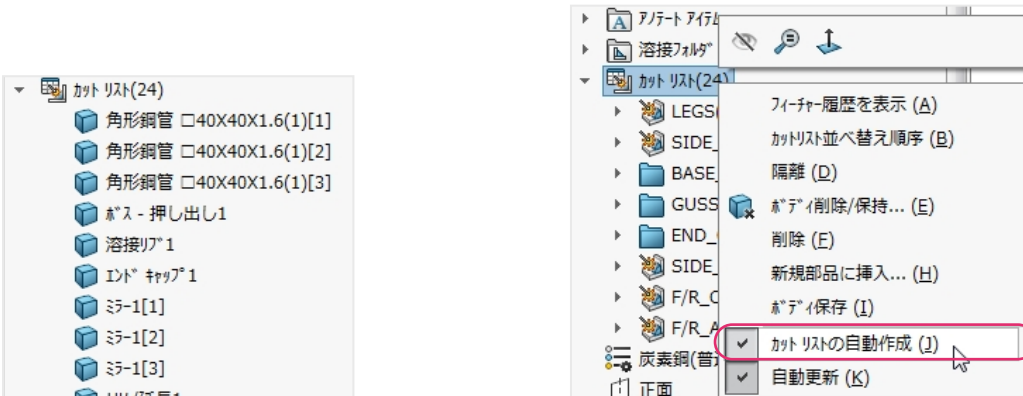 カット リスト(24)
角形鋼管 □40X40X1.6(1)[1]
角形鋼管 □40X40X1.6(1)[2]
角形鋼管 □40X40X1.6(1)[3]
ボス - 押し出し1
溶接リブ1
エンド キャップ1
ミラー1[1]
ミラー1[2]
ミラー1[3]
アノテート アイテム
溶接フォルダ
カット リスト(24)
LEGS(
SIDE_
BASE_
GUSS
END_
SIDE_
F/R_C
F/R_A
炭素鋼(普
正面
フィーチャー履歴を表示 (A)
カットリスト並べ替え順序 (B)
隔離 (D)
ボディ削除/保持... (E)
削除 (F)
新規部品に挿入... (H)
ボディ保存 (I)
カット リストの自動作成 (J)
自動更新 (K)